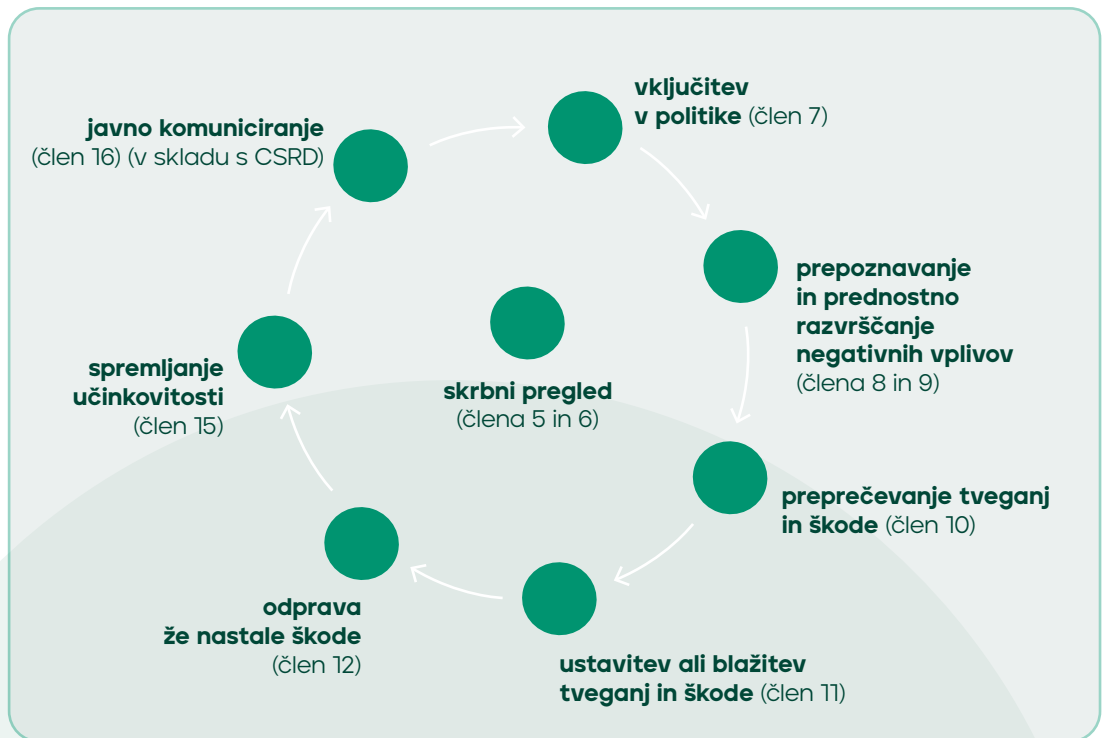 vključitev
v politike (člen 7)
prepoznavanje
in prednostno
razvrščanje
negativnih vplivov
(člena 8 in 9)
preprečevanje tveganj
in škode (člen 10)
ustavitev ali blažitev
tveganj in škode (člen 11)
odprava
že nastale škode
(člen 12)
spremljanje
učinkovitosti
(člen 15)
javno komuniciranje
(člen 16) (v skladu s CSRD)
skrbni pregled
(člena 5 in 6)